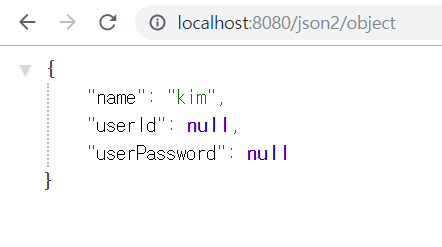 localhost:8080/json2/object
{
"name": "kim",
"userId": null,
"userPassword": null
}